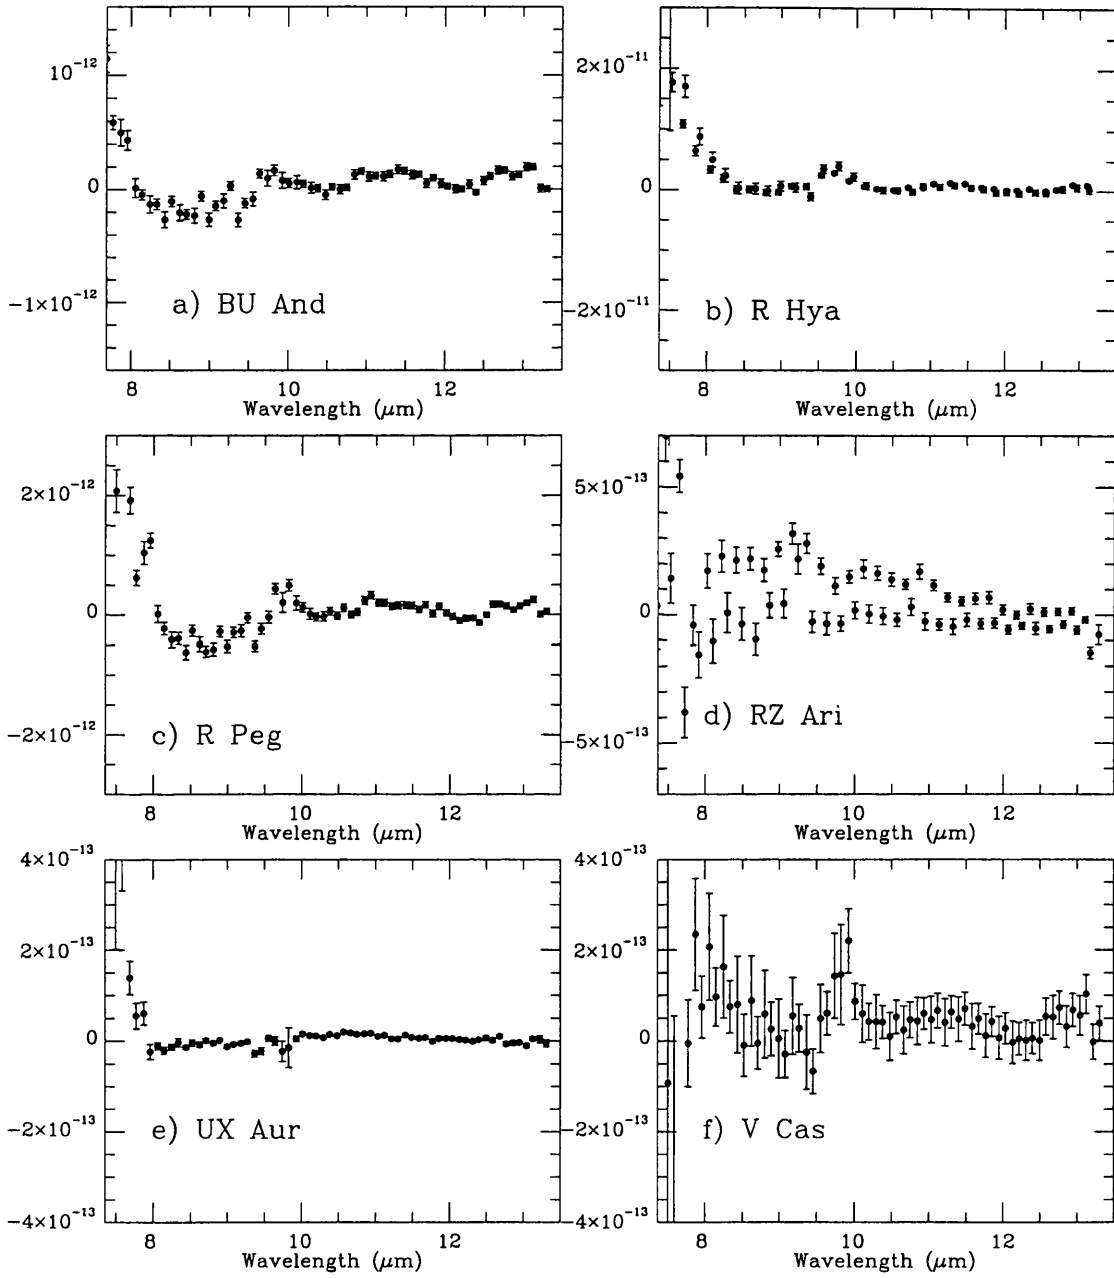 10⁻¹²
0
−1×10⁻¹²
a) BU And
8 10 12
Wavelength (μm)
2×10⁻¹¹
0
−2×10⁻¹¹
b) R Hya
8 10 12
Wavelength (μm)
2×10⁻¹²
0
−2×10⁻¹²
c) R Peg
8 10 12
Wavelength (μm)
5×10⁻¹³
0
−5×10⁻¹³
d) RZ Ari
8 10 12
Wavelength (μm)
4×10⁻¹³
2×10⁻¹³
0
−2×10⁻¹³
−4×10⁻¹³
e) UX Aur
8 10 12
Wavelength (μm)
4×10⁻¹³
2×10⁻¹³
0
−2×10⁻¹³
−4×10⁻¹³
f) V Cas
8 10 12
Wavelength (μm)